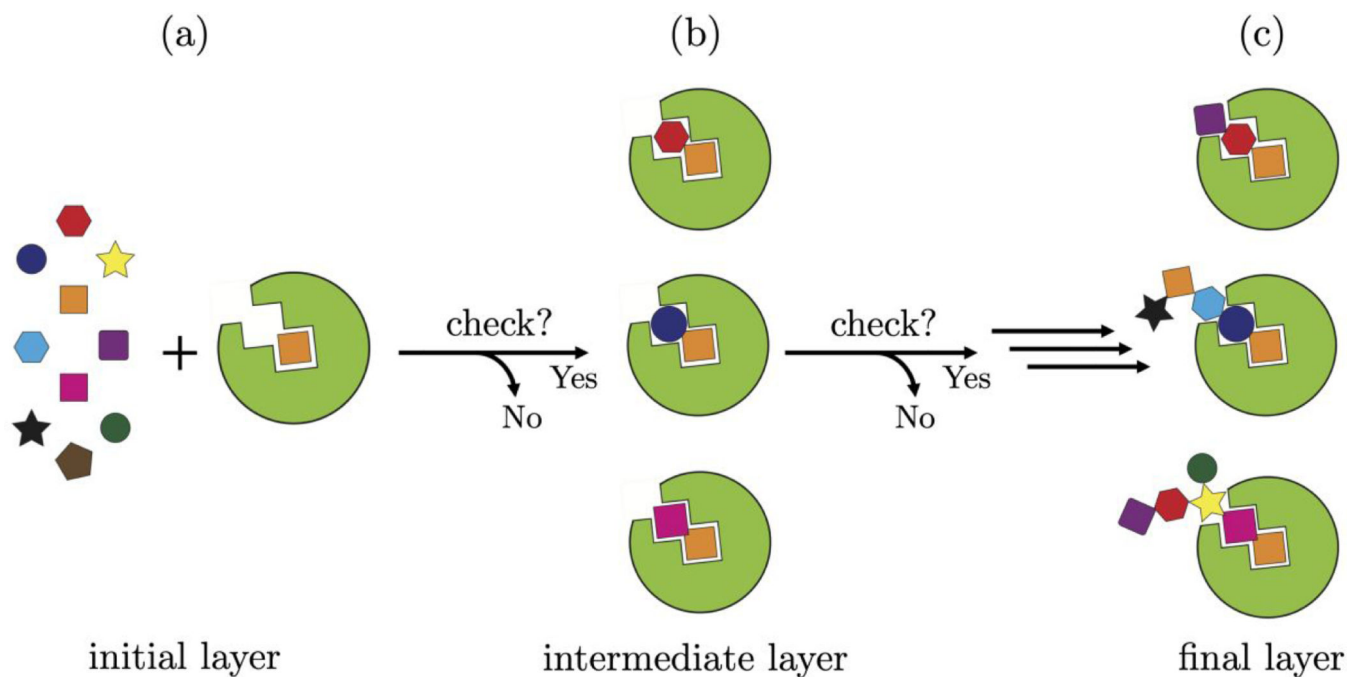 (a)
(b)
(c)
check?
Yes
No
check?
Yes
No
initial layer
intermediate layer
final layer